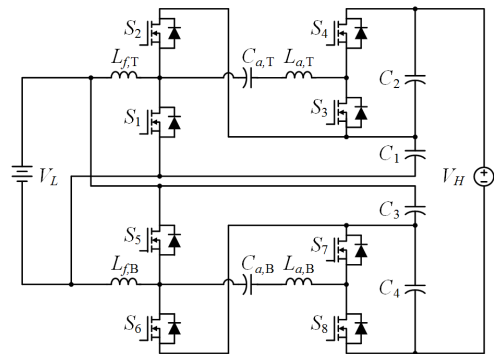 S2
S4
Lf,T
Ca,T
La,T
C2
S1
S3
C1
VL
VH
C3
S5
S7
Lf,B
Ca,B
La,B
C4
S6
S8